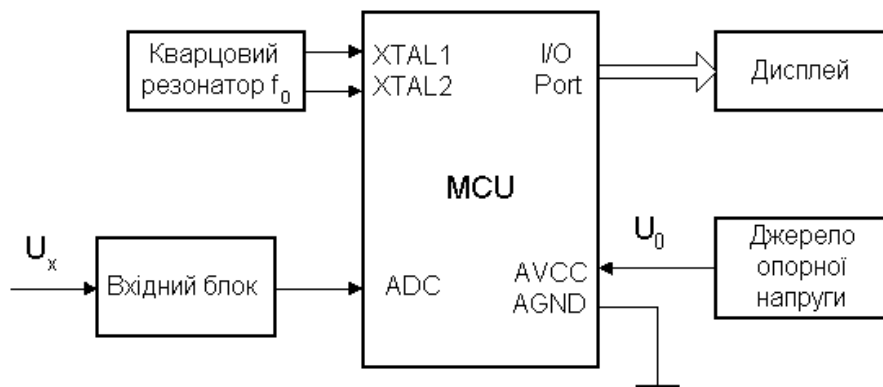 Кварцовий
резонатор f0
XTAL1
XTAL2
I/O
Port
Дисплей
MCU
Ux
Вхідний блок
ADC
U0
AVCC
AGND
Джерело
опорної
напруги